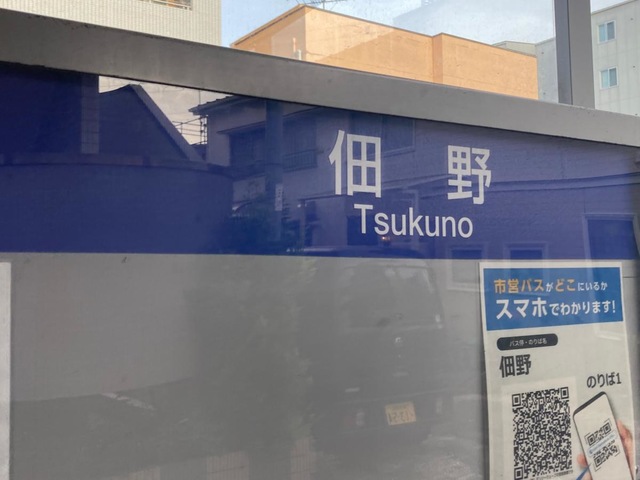 佃野
Tsukuno
市営バスがどこにいるか
スマホでわかります!
バス停・のりば名
佃野
のりば1